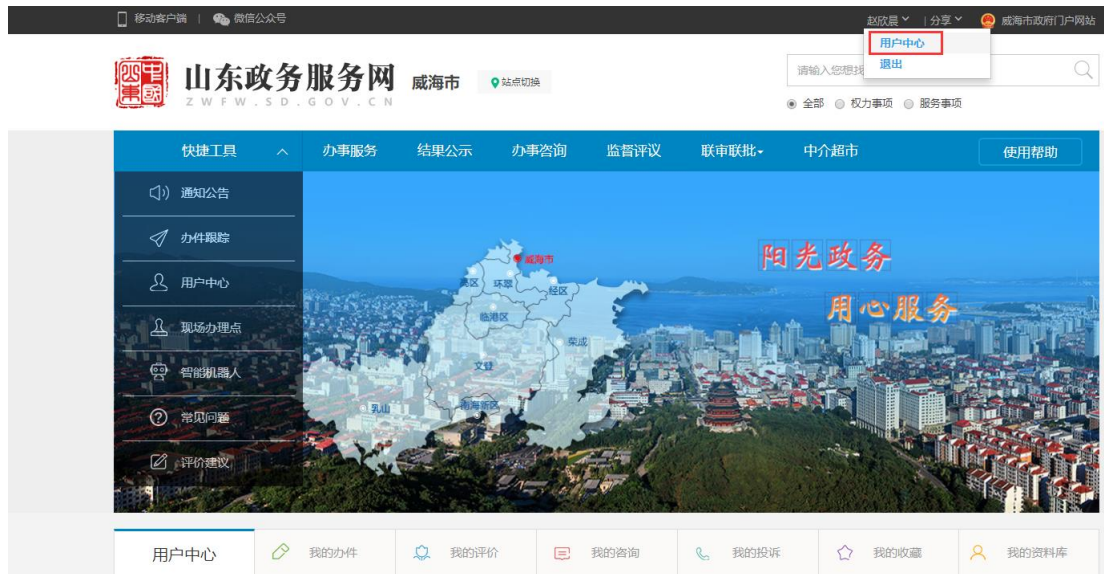 移动客户端 | 微信公众号
赵欣晨 | 分享 威海市政府门户网站
用户中心
退出
山东政务服务网 威海市 站点切换
ZWFW.SD.GOV.CN
请输入您想找
全部 权力事项 服务事项
快捷工具 办事服务 结果公示 办事咨询 监督评议 联审联批 中介超市 使用帮助
通知公告
办件跟踪
用户中心
现场办理点
智能机器人
常见问题
评价建议
威海市
高区 环翠 经区
临港区
荣成
文登
乳山 南海新区
阳光政务
用心服务
用户中心 我的办件 我的评价 我的咨询 我的投诉 我的收藏 我的资料库